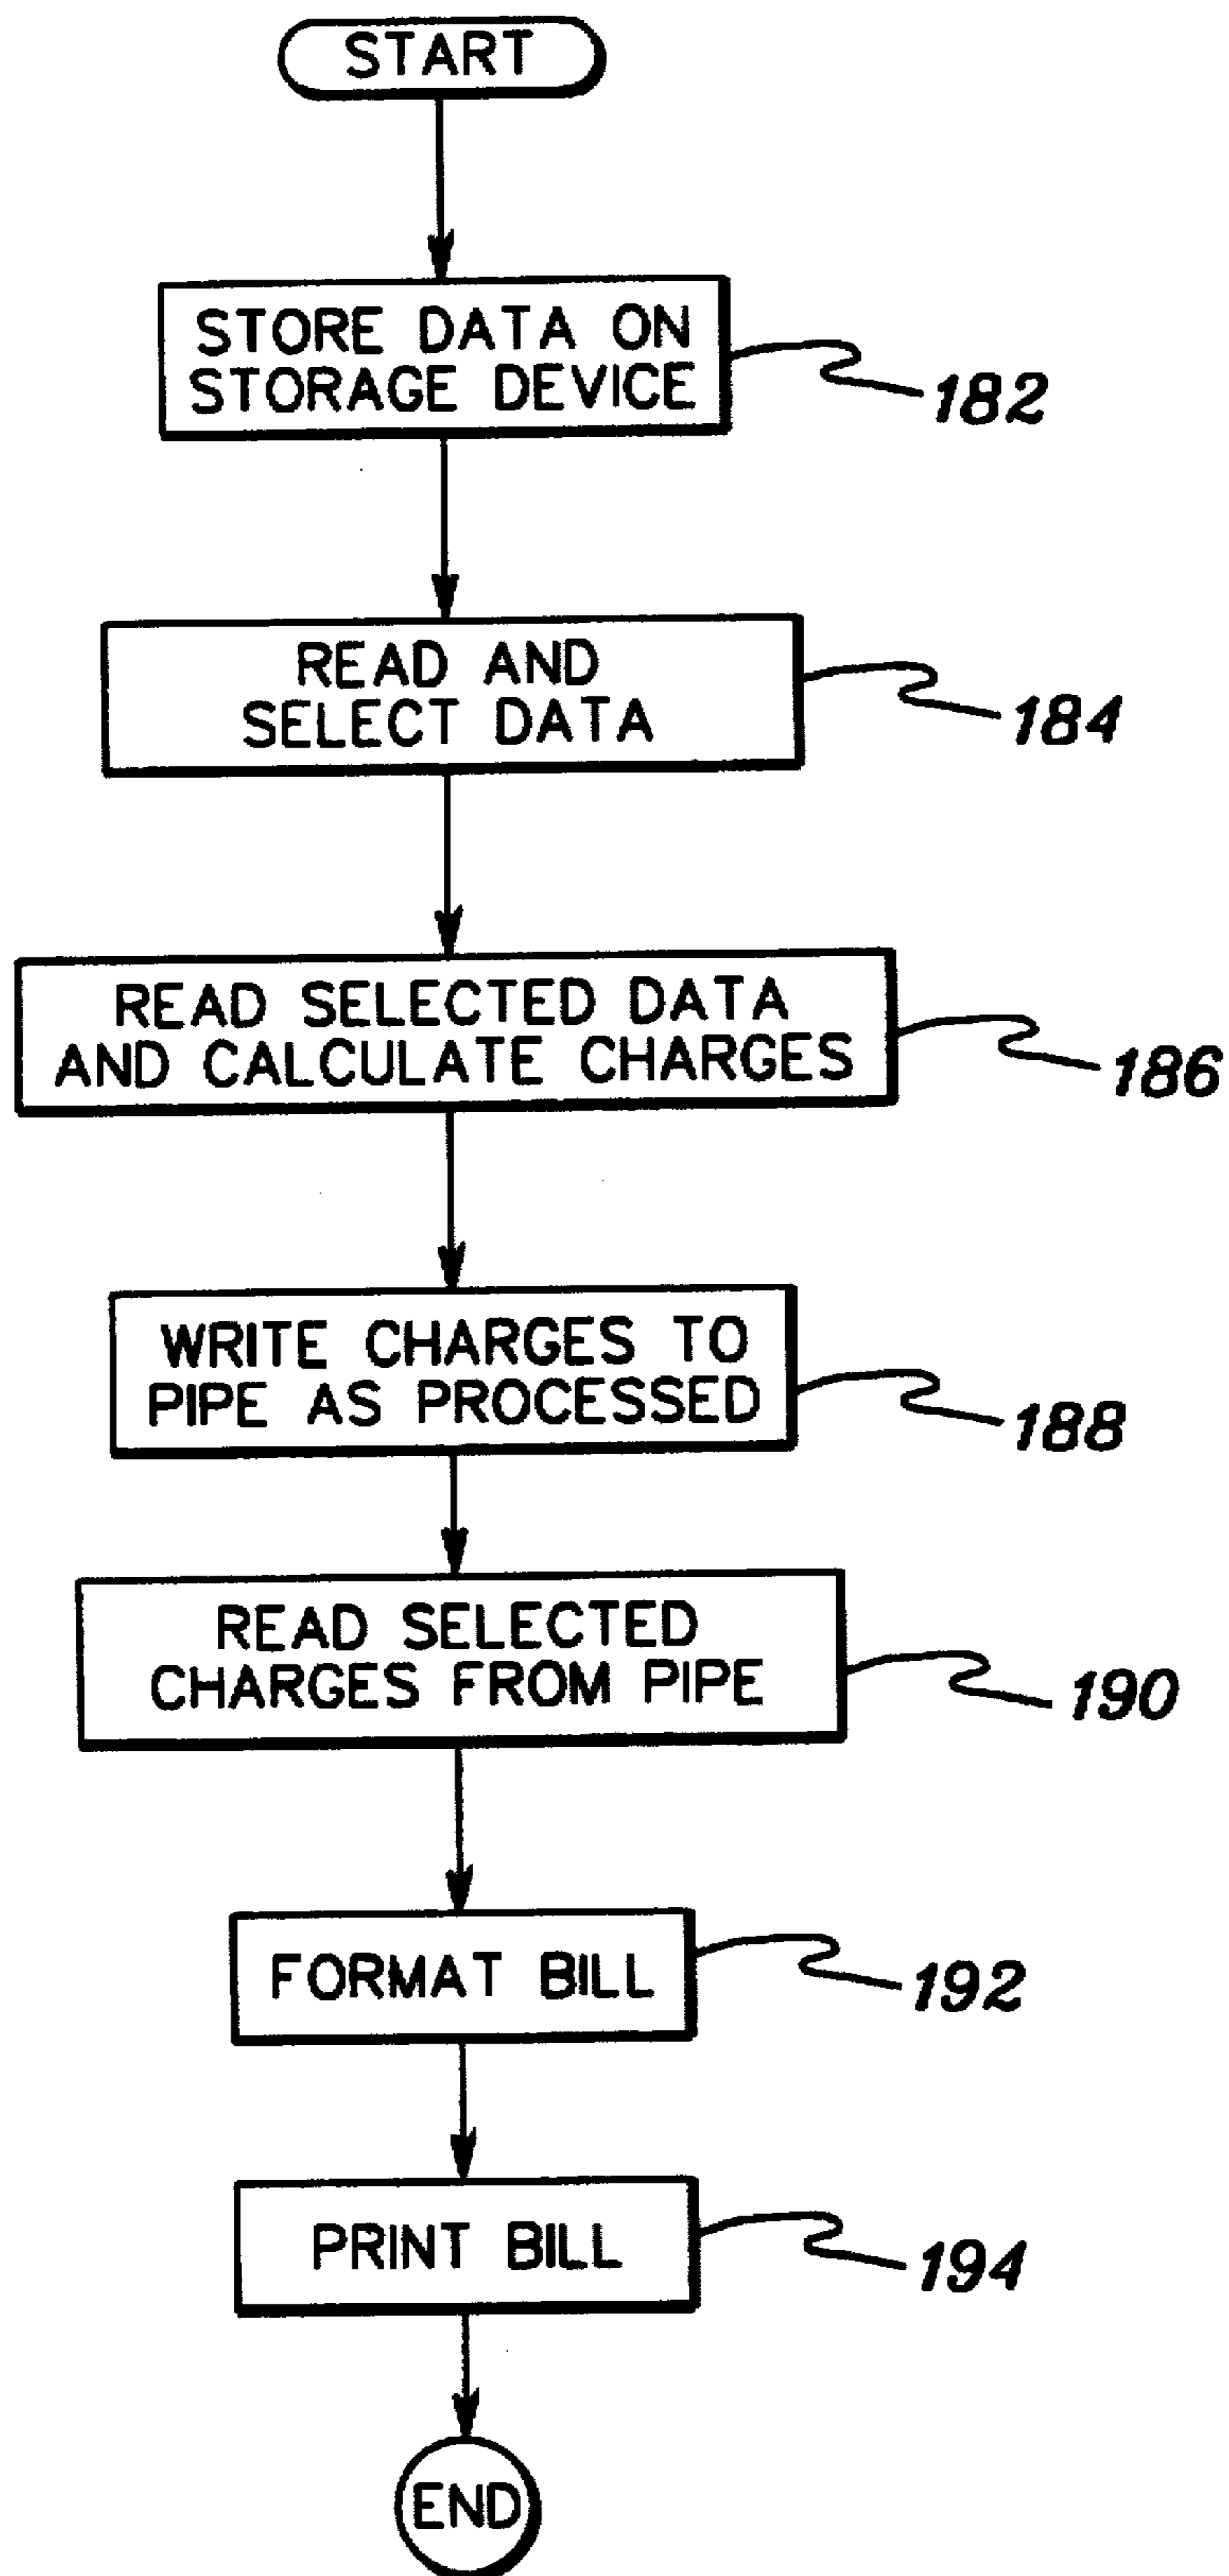 START
STORE DATA ON
STORAGE DEVICE
182
READ AND
SELECT DATA
184
READ SELECTED DATA
AND CALCULATE CHARGES
186
WRITE CHARGES TO
PIPE AS PROCESSED
188
READ SELECTED
CHARGES FROM PIPE
190
FORMAT BILL
192
PRINT BILL
194
END